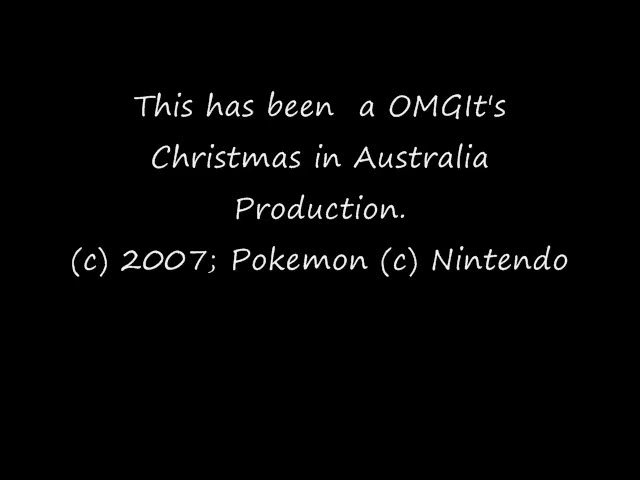 This has been  a OMGIt's
Christmas in Australia
Production.
(c) 2007; Pokemon (c) Nintendo